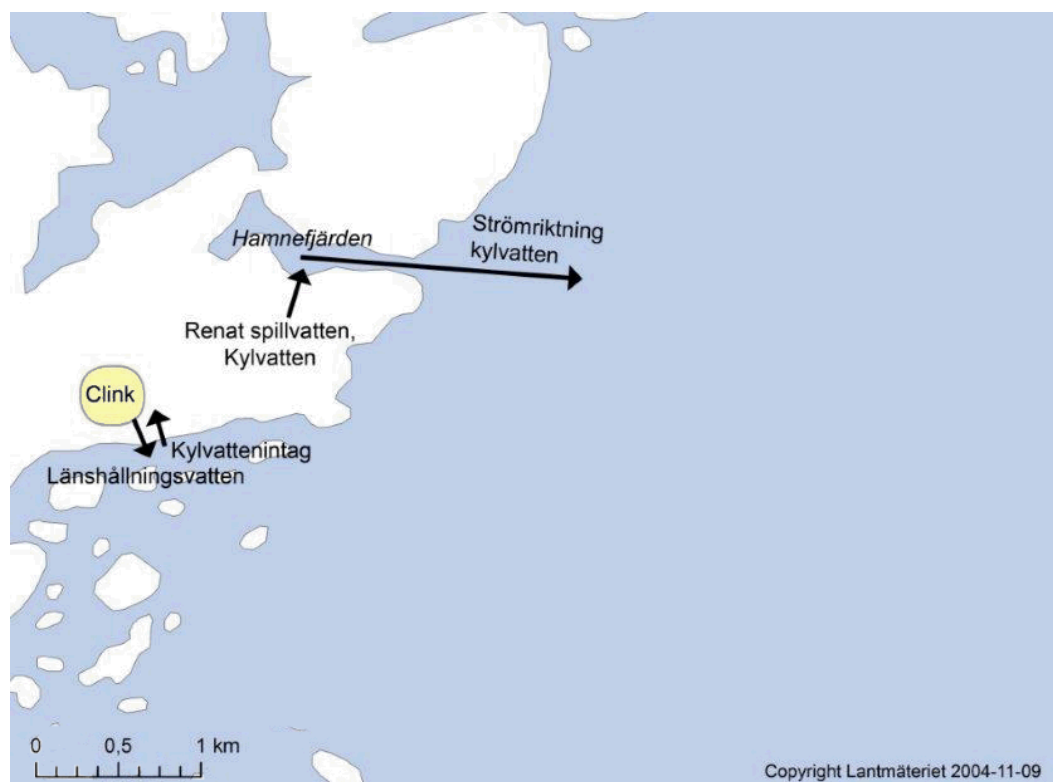 Strömriktning
kylvatten
Hamnefjärden
Renat spillvatten,
Kylvatten
Clink
Kylvattenintag
Länshållningsvatten
0 0,5 1 km
Copyright Lantmäteriet 2004-11-09